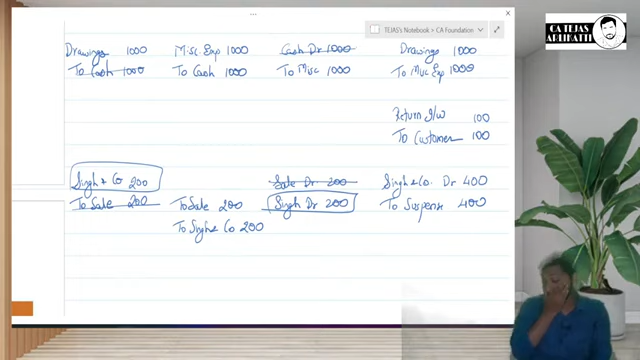 TEJAS's Notebook > CA Foundation
CA TEJAS
ARLIKATTI
Drawings 1000
To Cash 1000
Misc. Exp 1000
To Cash 1000
Cash Dr 1000
To Misc 1000
Drawings 1000
To Misc Exp 1000
Return I/W 100
To Customer 100
Singh & Co 200
To Sale 200
To Sale 200
To Singh & Co 200
Sale Dr 200
Singh Dr 200
Singh & Co. Dr 400
To Suspense 400